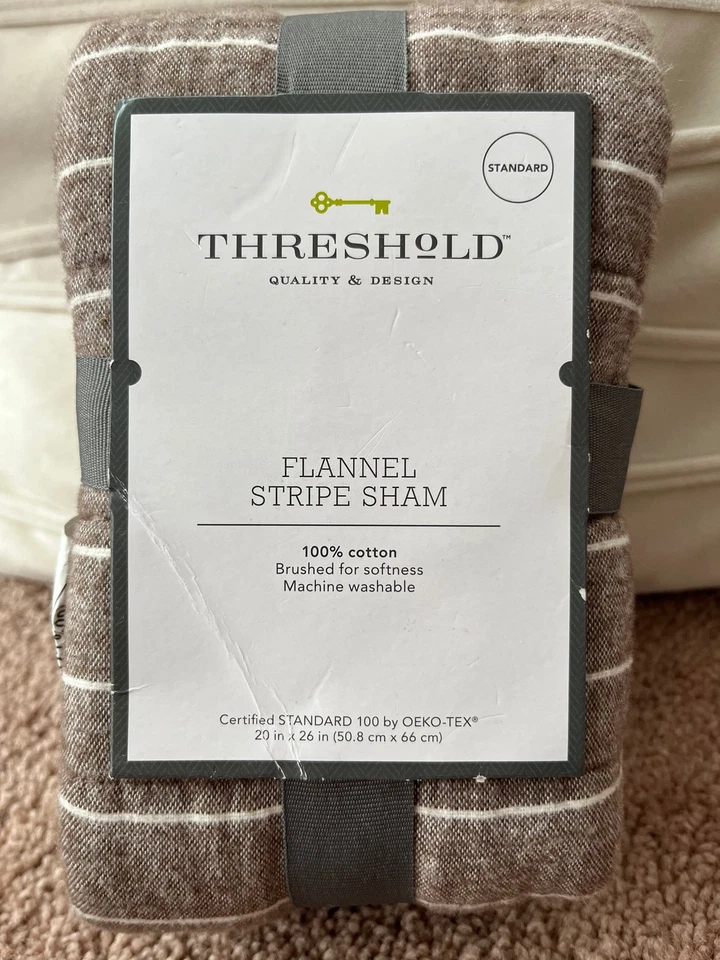 STANDARD
THRESHOLD™
QUALITY & DESIGN
FLANNEL
STRIPE SHAM
100% cotton
Brushed for softness
Machine washable
Certified STANDARD 100 by OEKO-TEX®
20 in x 26 in (50.8 cm x 66 cm)